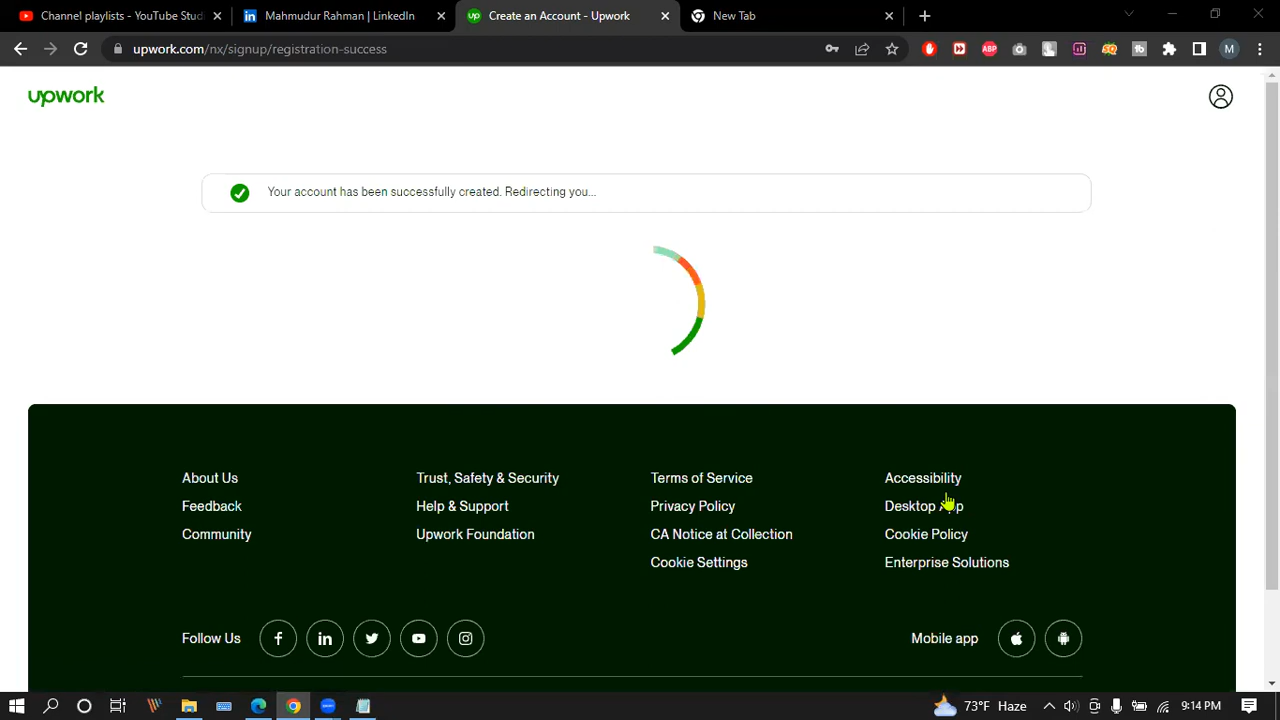 Channel playlists - YouTube Stud
Mahmudur Rahman | LinkedIn
Create an Account - Upwork
New Tab
upwork.com/nx/signup/registration-success
ABP
M
upwork
Your account has been successfully created. Redirecting you...
About Us
Trust, Safety & Security
Terms of Service
Accessibility
Feedback
Help & Support
Privacy Policy
Desktop App
Community
Upwork Foundation
CA Notice at Collection
Cookie Policy
Cookie Settings
Enterprise Solutions
Follow Us
Mobile app
73°F Haze
9:14 PM